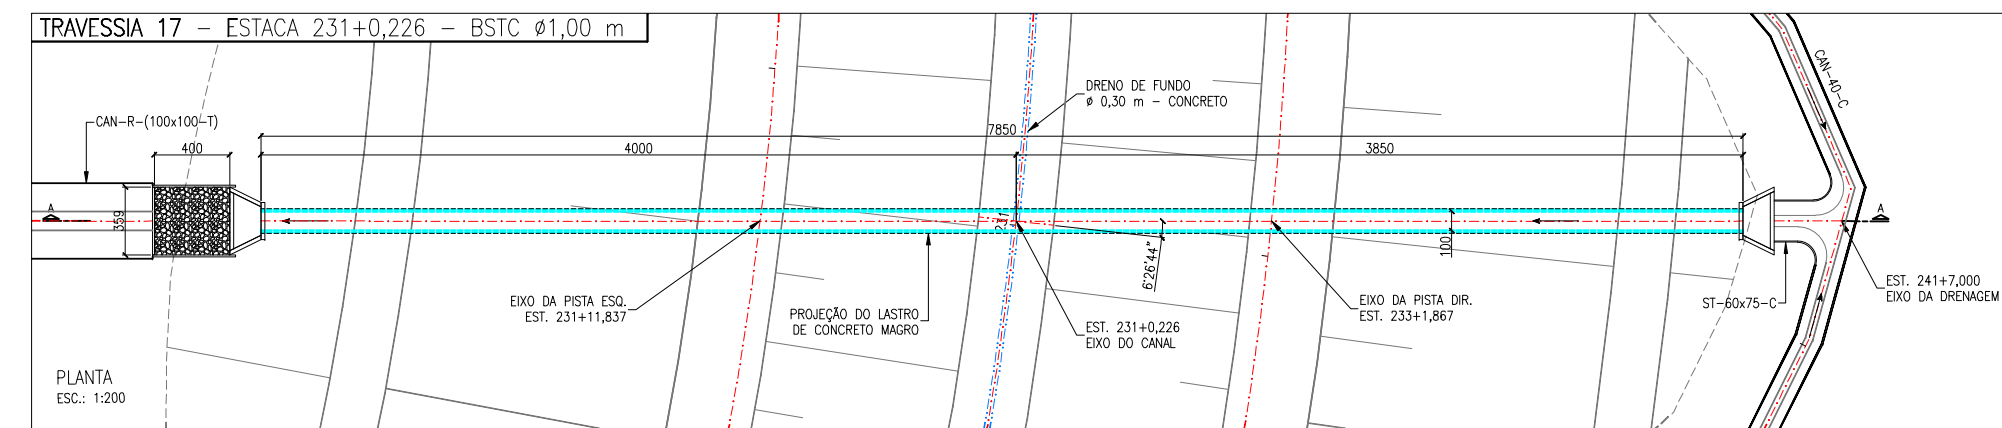 TRAVESSIA 17 - ESTACA 231+0,226 - BSTC ø1,00 m
CAN-40-C
DRENO DE FUNDO
ø 0,30 m - CONCRETO
CAN-R-(100x100-T)
7850
400
4000
3850
A
A
359
231
100
6°26'44"
EIXO DA PISTA ESQ.
EST. 231+11,837
PROJEÇÃO DO LASTRO
DE CONCRETO MAGRO
EST. 231+0,226
EIXO DO CANAL
EIXO DA PISTA DIR.
EST. 233+1,867
ST-60x75-C
EST. 241+7,000
EIXO DA DRENAGEM
PLANTA
ESC.: 1:200